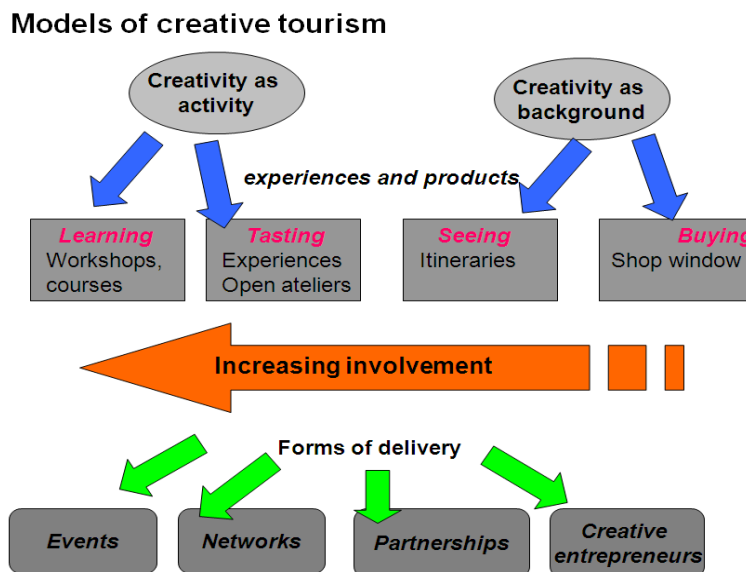 Models of creative tourism
Creativity as
activity
Creativity as
background
experiences and products
Learning
Workshops,
courses
Tasting
Experiences
Open ateliers
Seeing
Itineraries
Buying
Shop window
Increasing involvement
Forms of delivery
Events
Networks
Partnerships
Creative
entrepreneurs